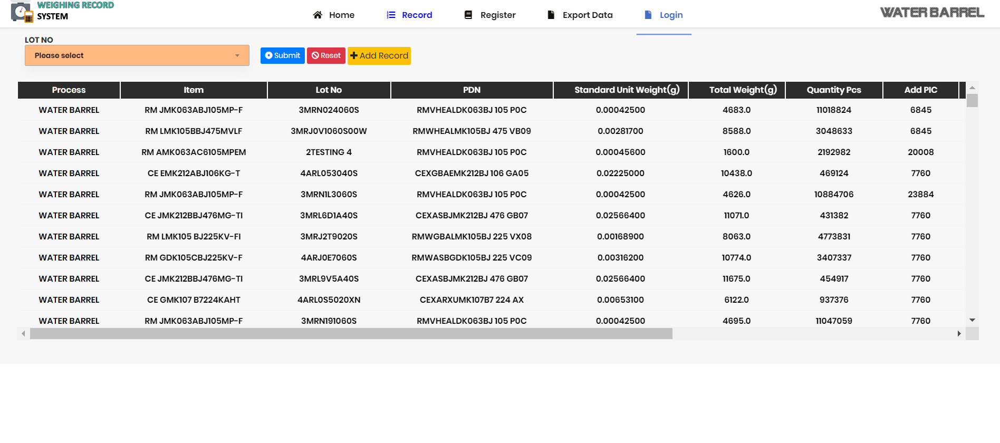 WEIGHING RECORD
SYSTEM
Home Record Register Export Data Login
WATER BARREL
LOT NO
Please select
Submit Reset Add Record
Process Item Lot No PDN Standard Unit Weight(g) Total Weight(g) Quantity Pcs Add PIC
WATER BARREL RM JMK063ABJ105MP-F 3MRN024060S RMVHEALDK063BJ 105 P0C 0.00042500 4683.0 11018824 6845
WATER BARREL RM LMK105BBJ475MVLF 3MRJ0V1060S00W RMWHEALMK105BJ 475 VB09 0.00281700 8588.0 3048633 6845
WATER BARREL RM AMK063AC6105MPEM 2TESTING 4 RMVHEALDK063BJ 105 P0C 0.00045600 1600.0 2192982 20008
WATER BARREL CE EMK212ABJ106KG-T 4ARL053040S CEXGBAEMK212BJ 106 GA05 0.02225000 10438.0 469124 7760
WATER BARREL RM JMK063ABJ105MP-F 3MRN1L3060S RMVHEALDK063BJ 105 P0C 0.00042500 4626.0 10884706 23884
WATER BARREL CE JMK212BBJ476MG-TI 3MRL6D1A40S CEXASBJMK212BJ 476 GB07 0.02566400 11071.0 431382 7760
WATER BARREL RM LMK105 BJ225KV-FI 3MRJ2T9020S RMWGBALMK105BJ 225 VX08 0.00168900 8063.0 4773831 7760
WATER BARREL RM GDK105CBJ225KV-F 4ARJ0E7060S RMWASBGDK105BJ 225 VC09 0.00316200 10774.0 3407337 7760
WATER BARREL CE JMK212BBJ476MG-TI 3MRL9V5A40S CEXASBJMK212BJ 476 GB07 0.02566400 11675.0 454917 7760
WATER BARREL CE GMK107 B7224KAHT 4ARL0S5020XN CEXARXUMK107B7 224 AX 0.00653100 6122.0 937376 7760
WATER BARREL RM JMK063ABJ105MP-F 3MRN191060S RMVHEALDK063BJ 105 P0C 0.00042500 4695.0 11047059 7760